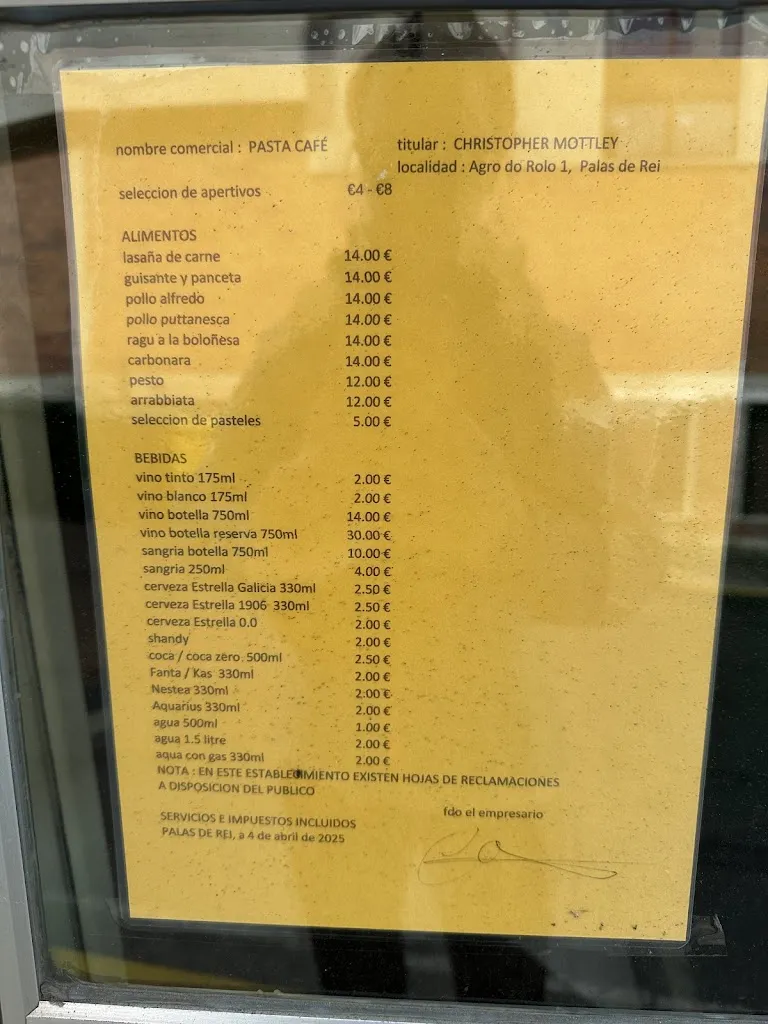 nombre comercial : PASTA CAFÉ titular : CHRISTOPHER MOTTLEY
localidad : Agro do Rolo 1, Palas de Rei
seleccion de apertivos €4 - €8
ALIMENTOS
lasaña de carne 14.00 €
guisante y panceta 14.00 €
pollo alfredo 14.00 €
pollo puttanesca 14.00 €
ragu a la boloñesa 14.00 €
carbonara 14.00 €
pesto 12.00 €
arrabbiata 12.00 €
seleccion de pasteles 5.00 €
BEBIDAS
vino tinto 175ml 2.00 €
vino blanco 175ml 2.00 €
vino botella 750ml 14.00 €
vino botella reserva 750ml 30.00 €
sangria botella 750ml 10.00 €
sangria 250ml 4.00 €
cerveza Estrella Galicia 330ml 2.50 €
cerveza Estrella 1906 330ml 2.50 €
cerveza Estrella 0.0 2.00 €
shandy 2.00 €
coca / coca zero 500ml 2.50 €
Fanta / Kas 330ml 2.00 €
Nestea 330ml 2.00 €
Aquarius 330ml 2.00 €
agua 500ml 1.00 €
agua 1.5 litre 2.00 €
aqua con gas 330ml 2.00 €
NOTA : EN ESTE ESTABLECIMIENTO EXISTEN HOJAS DE RECLAMACIONES
A DISPOSICION DEL PUBLICO
fdo el empresario
SERVICIOS E IMPUESTOS INCLUIDOS
PALAS DE REI, a 4 de abril de 2025